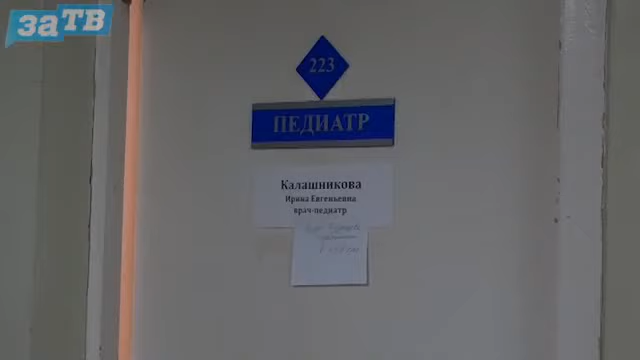 заТВ
223
ПЕДИАТР
Калашникова
Ирина Евгеньевна
врач-педиатр